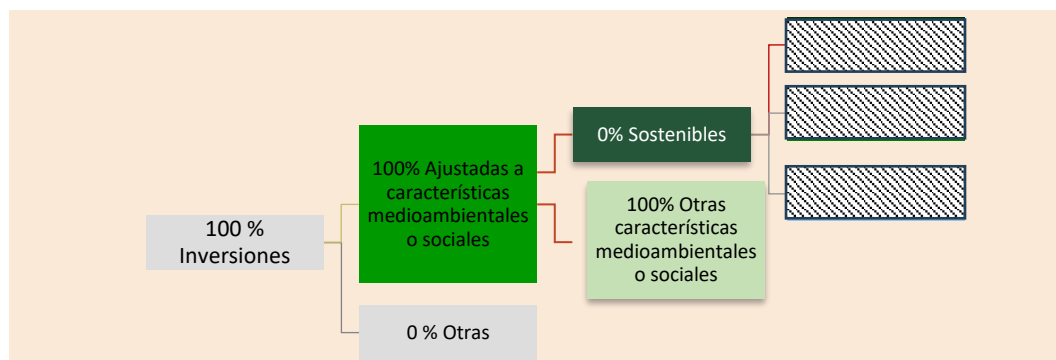 100 %
Inversiones
100% Ajustadas a
características
medioambientales
o sociales
0 % Otras
0% Sostenibles
100% Otras
características
medioambientales
o sociales